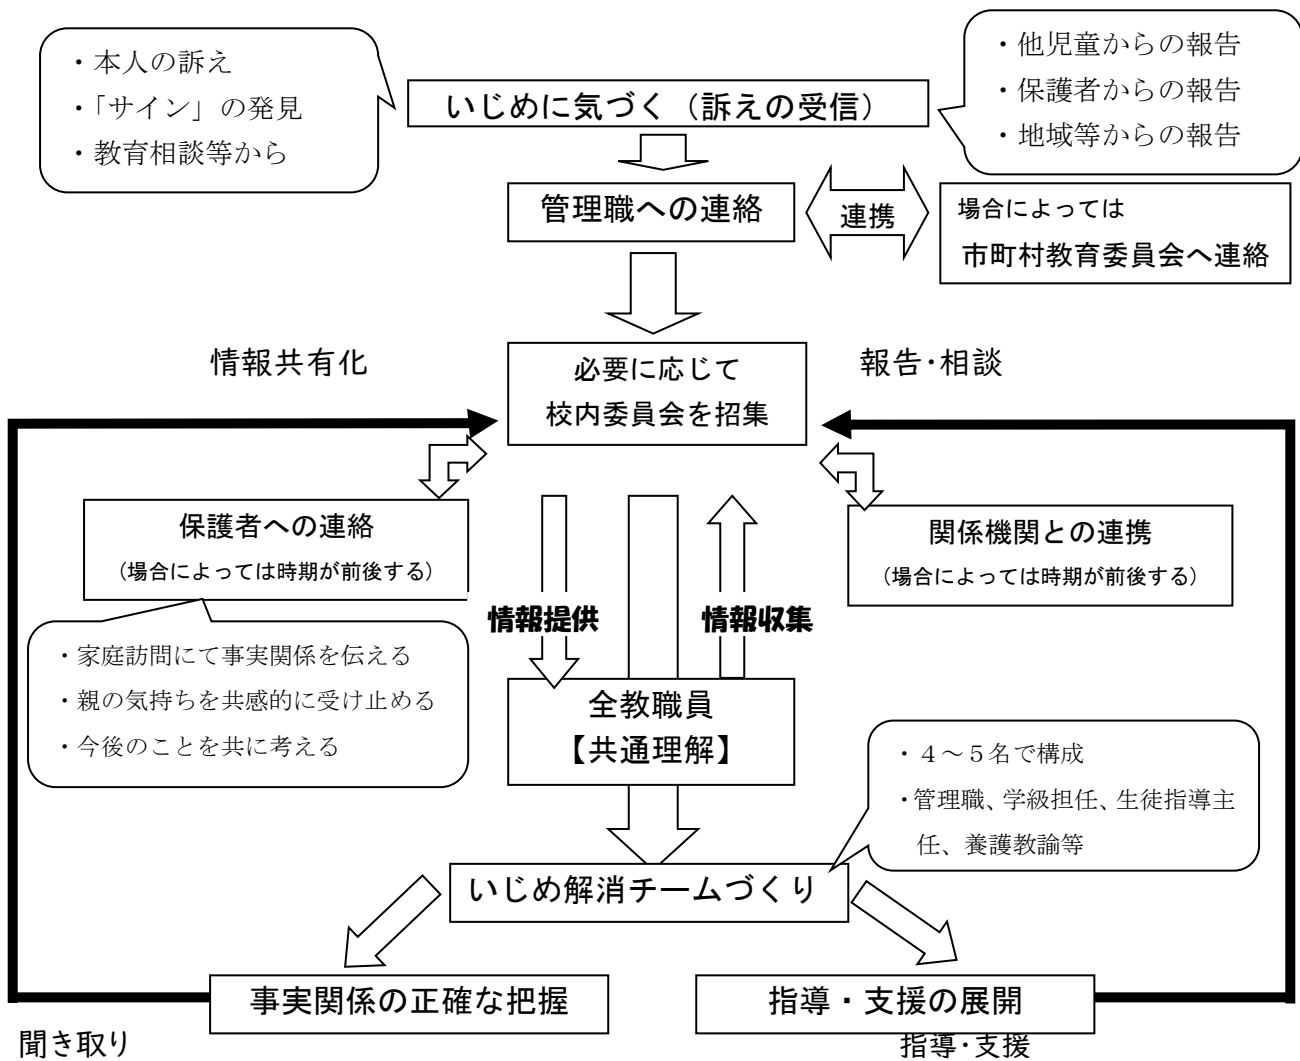 ・本人の訴え
・「サイン」の発見
・教育相談等から
・他児童からの報告
・保護者からの報告
・地域等からの報告
いじめに気づく（訴えの受信）
管理職への連絡
連携
場合によっては
市町村教育委員会へ連絡
情報共有化
必要に応じて
校内委員会を招集
報告・相談
保護者への連絡
（場合によっては時期が前後する）
関係機関との連携
（場合によっては時期が前後する）
情報提供
情報収集
・家庭訪問にて事実関係を伝える
・親の気持ちを共感的に受け止める
・今後のことを共に考える
全教職員
【共通理解】
・４～５名で構成
・管理職、学級担任、生徒指導主
任、養護教諭等
いじめ解消チームづくり
事実関係の正確な把握
指導・支援の展開
聞き取り
指導・支援